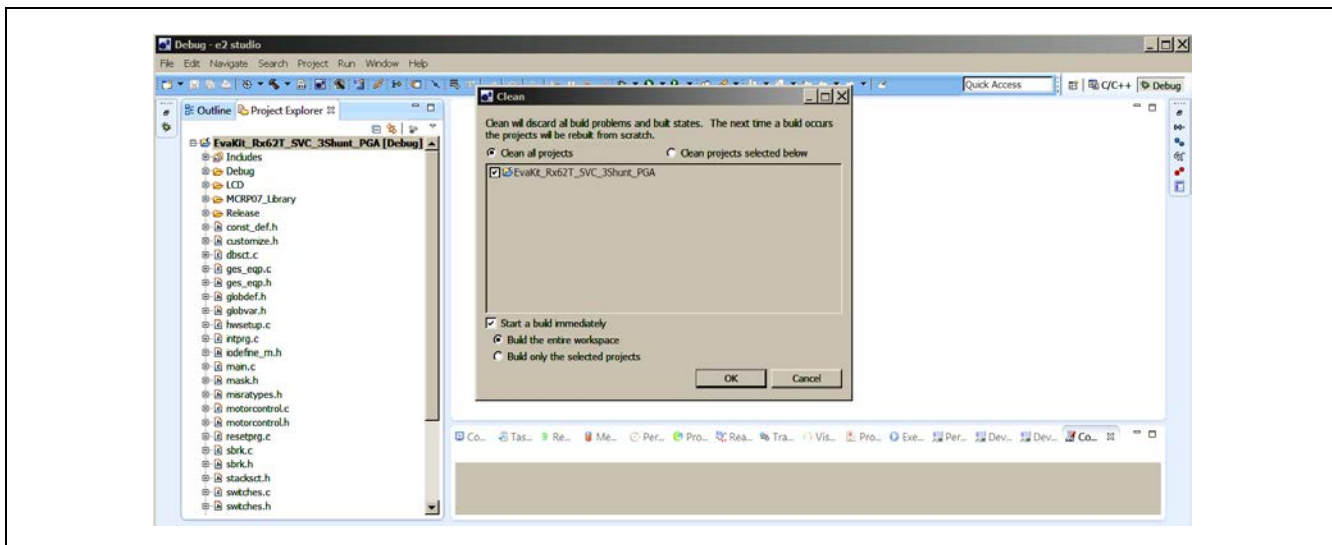 Debug - e2 studio
File Edit Navigate Search Project Run Window Help
Quick Access
C/C++
Debug
Outline
Project Explorer
EvaKit_Rx62T_SVC_3Shunt_PGA [Debug]
Includes
Debug
LCD
MCRP07_Library
Release
const_def.h
customize.h
dbsct.c
ges_eqp.c
ges_eqp.h
globdef.h
globvar.h
hwsetup.c
intprg.c
iodefine_m.h
main.c
mask.h
misratypes.h
motorcontrol.c
motorcontrol.h
resetprg.c
sbrk.c
sbrk.h
stacksct.h
switches.c
switches.h
Clean
Clean will discard all build problems and built states. The next time a build occurs
the projects will be rebuilt from scratch.
Clean all projects
Clean projects selected below
EvaKit_Rx62T_SVC_3Shunt_PGA
Start a build immediately
Build the entire workspace
Build only the selected projects
OK
Cancel
Co... Tas... Re... Me... Per... Pro... Rea... Tra... Vis... Pro... Exe... Per... Dev... Dev... Co...